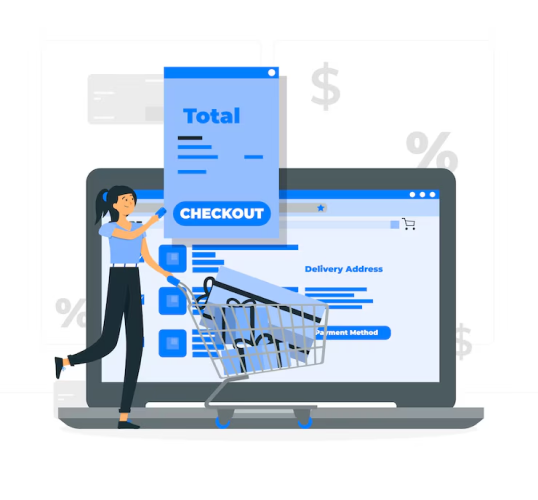 $
Total
%
CHECKOUT
Delivery Address
%
Payment Method
$